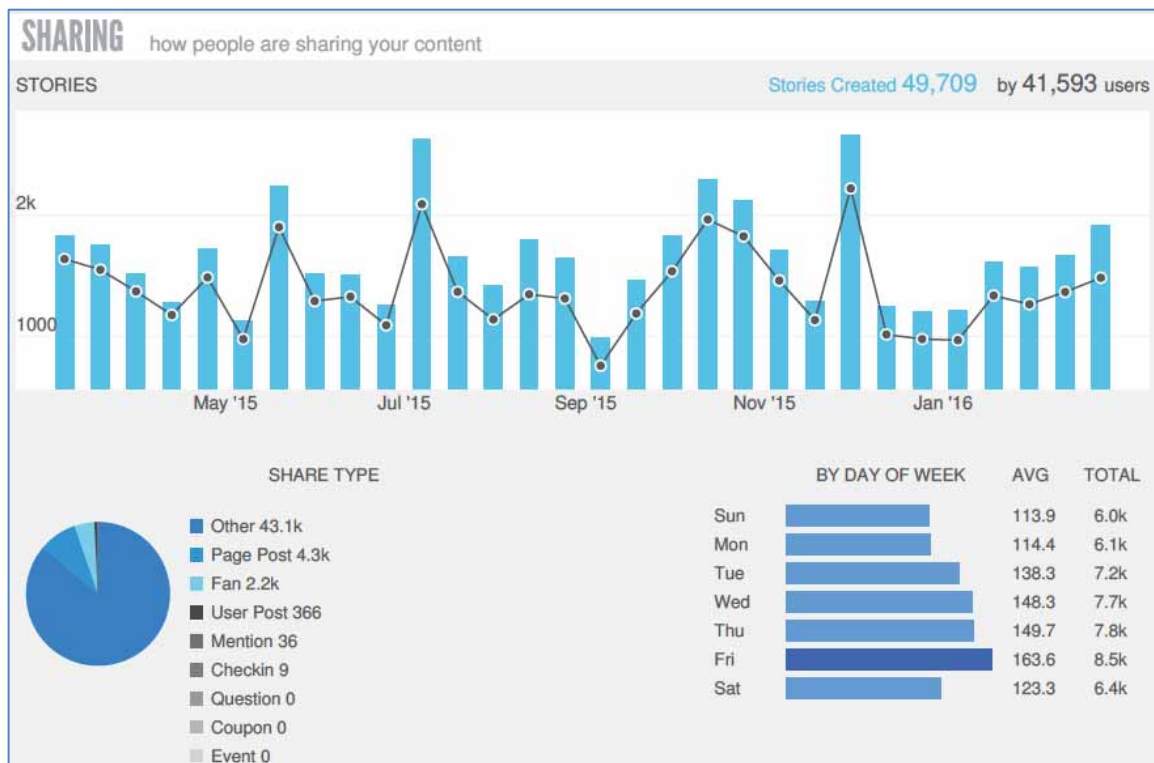 SHARING how people are sharing your content
STORIES Stories Created 49,709 by 41,593 users
2k
1000
May '15 Jul '15 Sep '15 Nov '15 Jan '16
SHARE TYPE
Other 43.1k
Page Post 4.3k
Fan 2.2k
User Post 366
Mention 36
Checkin 9
Question 0
Coupon 0
Event 0
BY DAY OF WEEK AVG TOTAL
Sun 113.9 6.0k
Mon 114.4 6.1k
Tue 138.3 7.2k
Wed 148.3 7.7k
Thu 149.7 7.8k
Fri 163.6 8.5k
Sat 123.3 6.4k